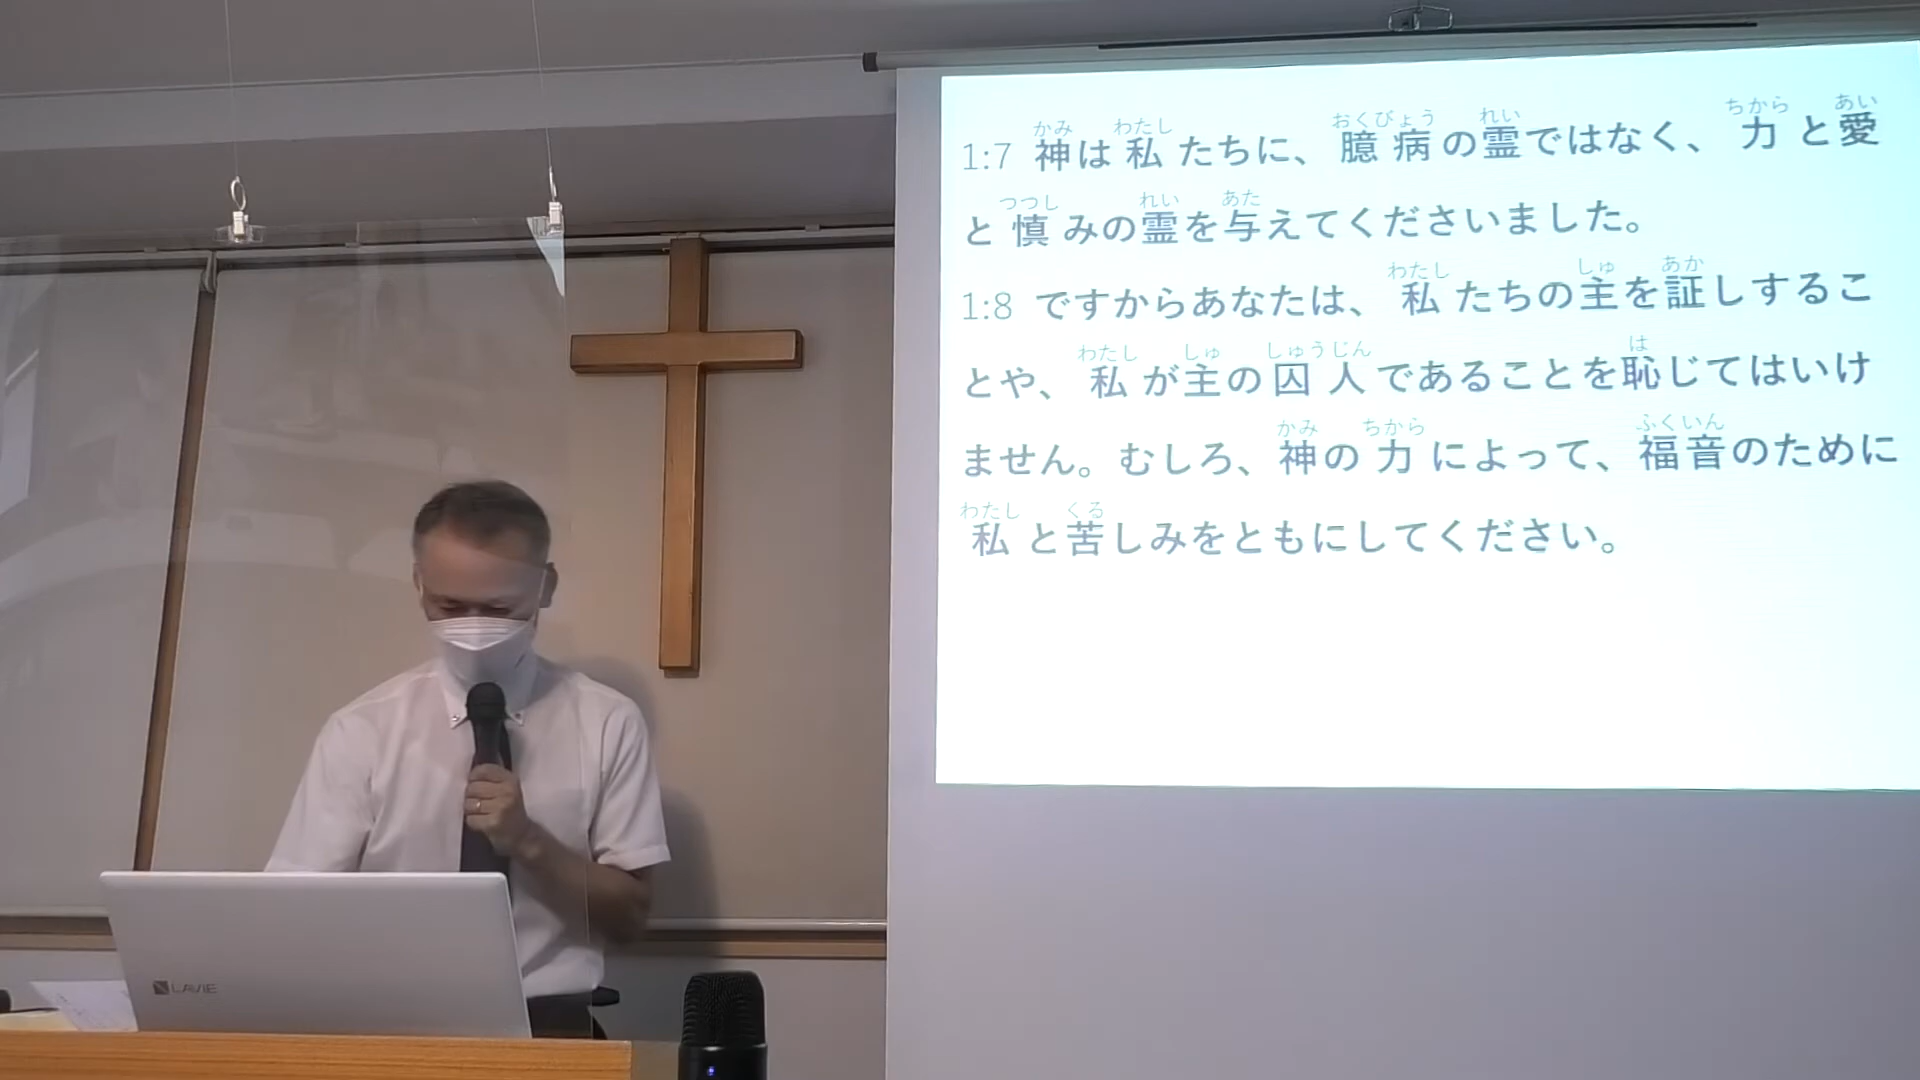 1:7 神は私たちに、臆病の霊ではなく、力と愛
と慎みの霊を与えてくださいました。
1:8 ですからあなたは、私たちの主を証しするこ
とや、私が主の囚人であることを恥じてはいけ
ません。むしろ、神の力によって、福音のために
私と苦しみをともにしてください。
LAVIE